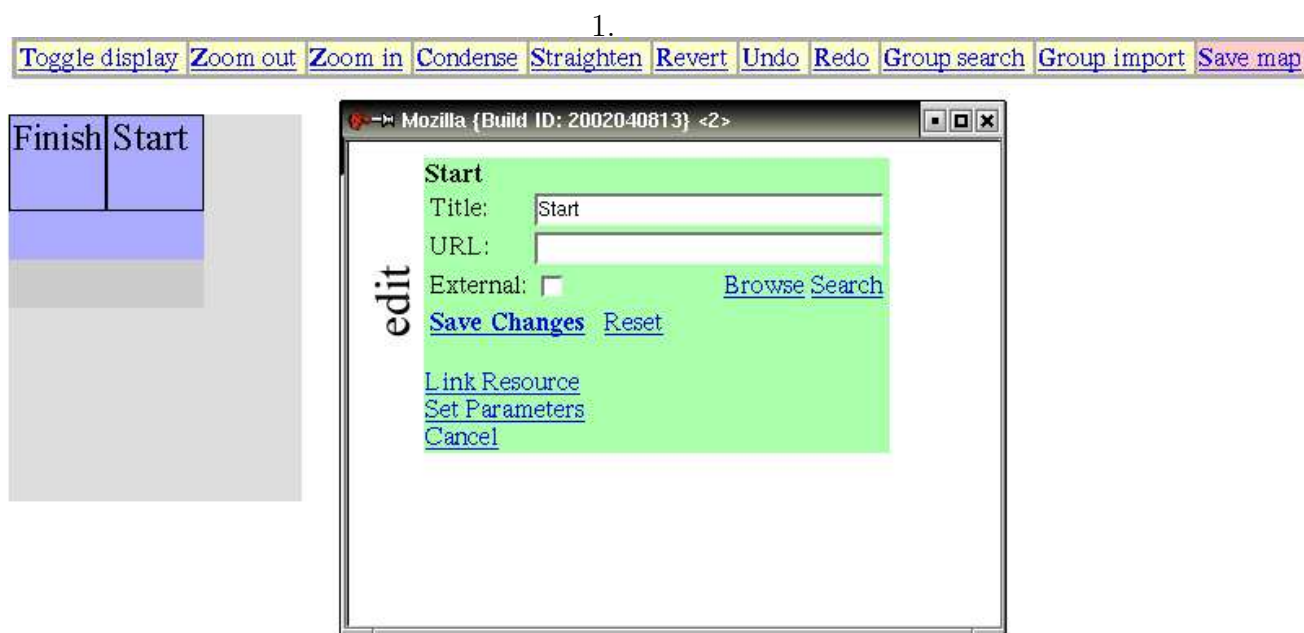 1.
Toggle display Zoom out Zoom in Condense Straighten Revert Undo Redo Group search Group import Save map
Finish Start
Mozilla {Build ID: 2002040813} <2>
edit
Start
Title: Start
URL:
External: Browse Search
Save Changes Reset
Link Resource
Set Parameters
Cancel